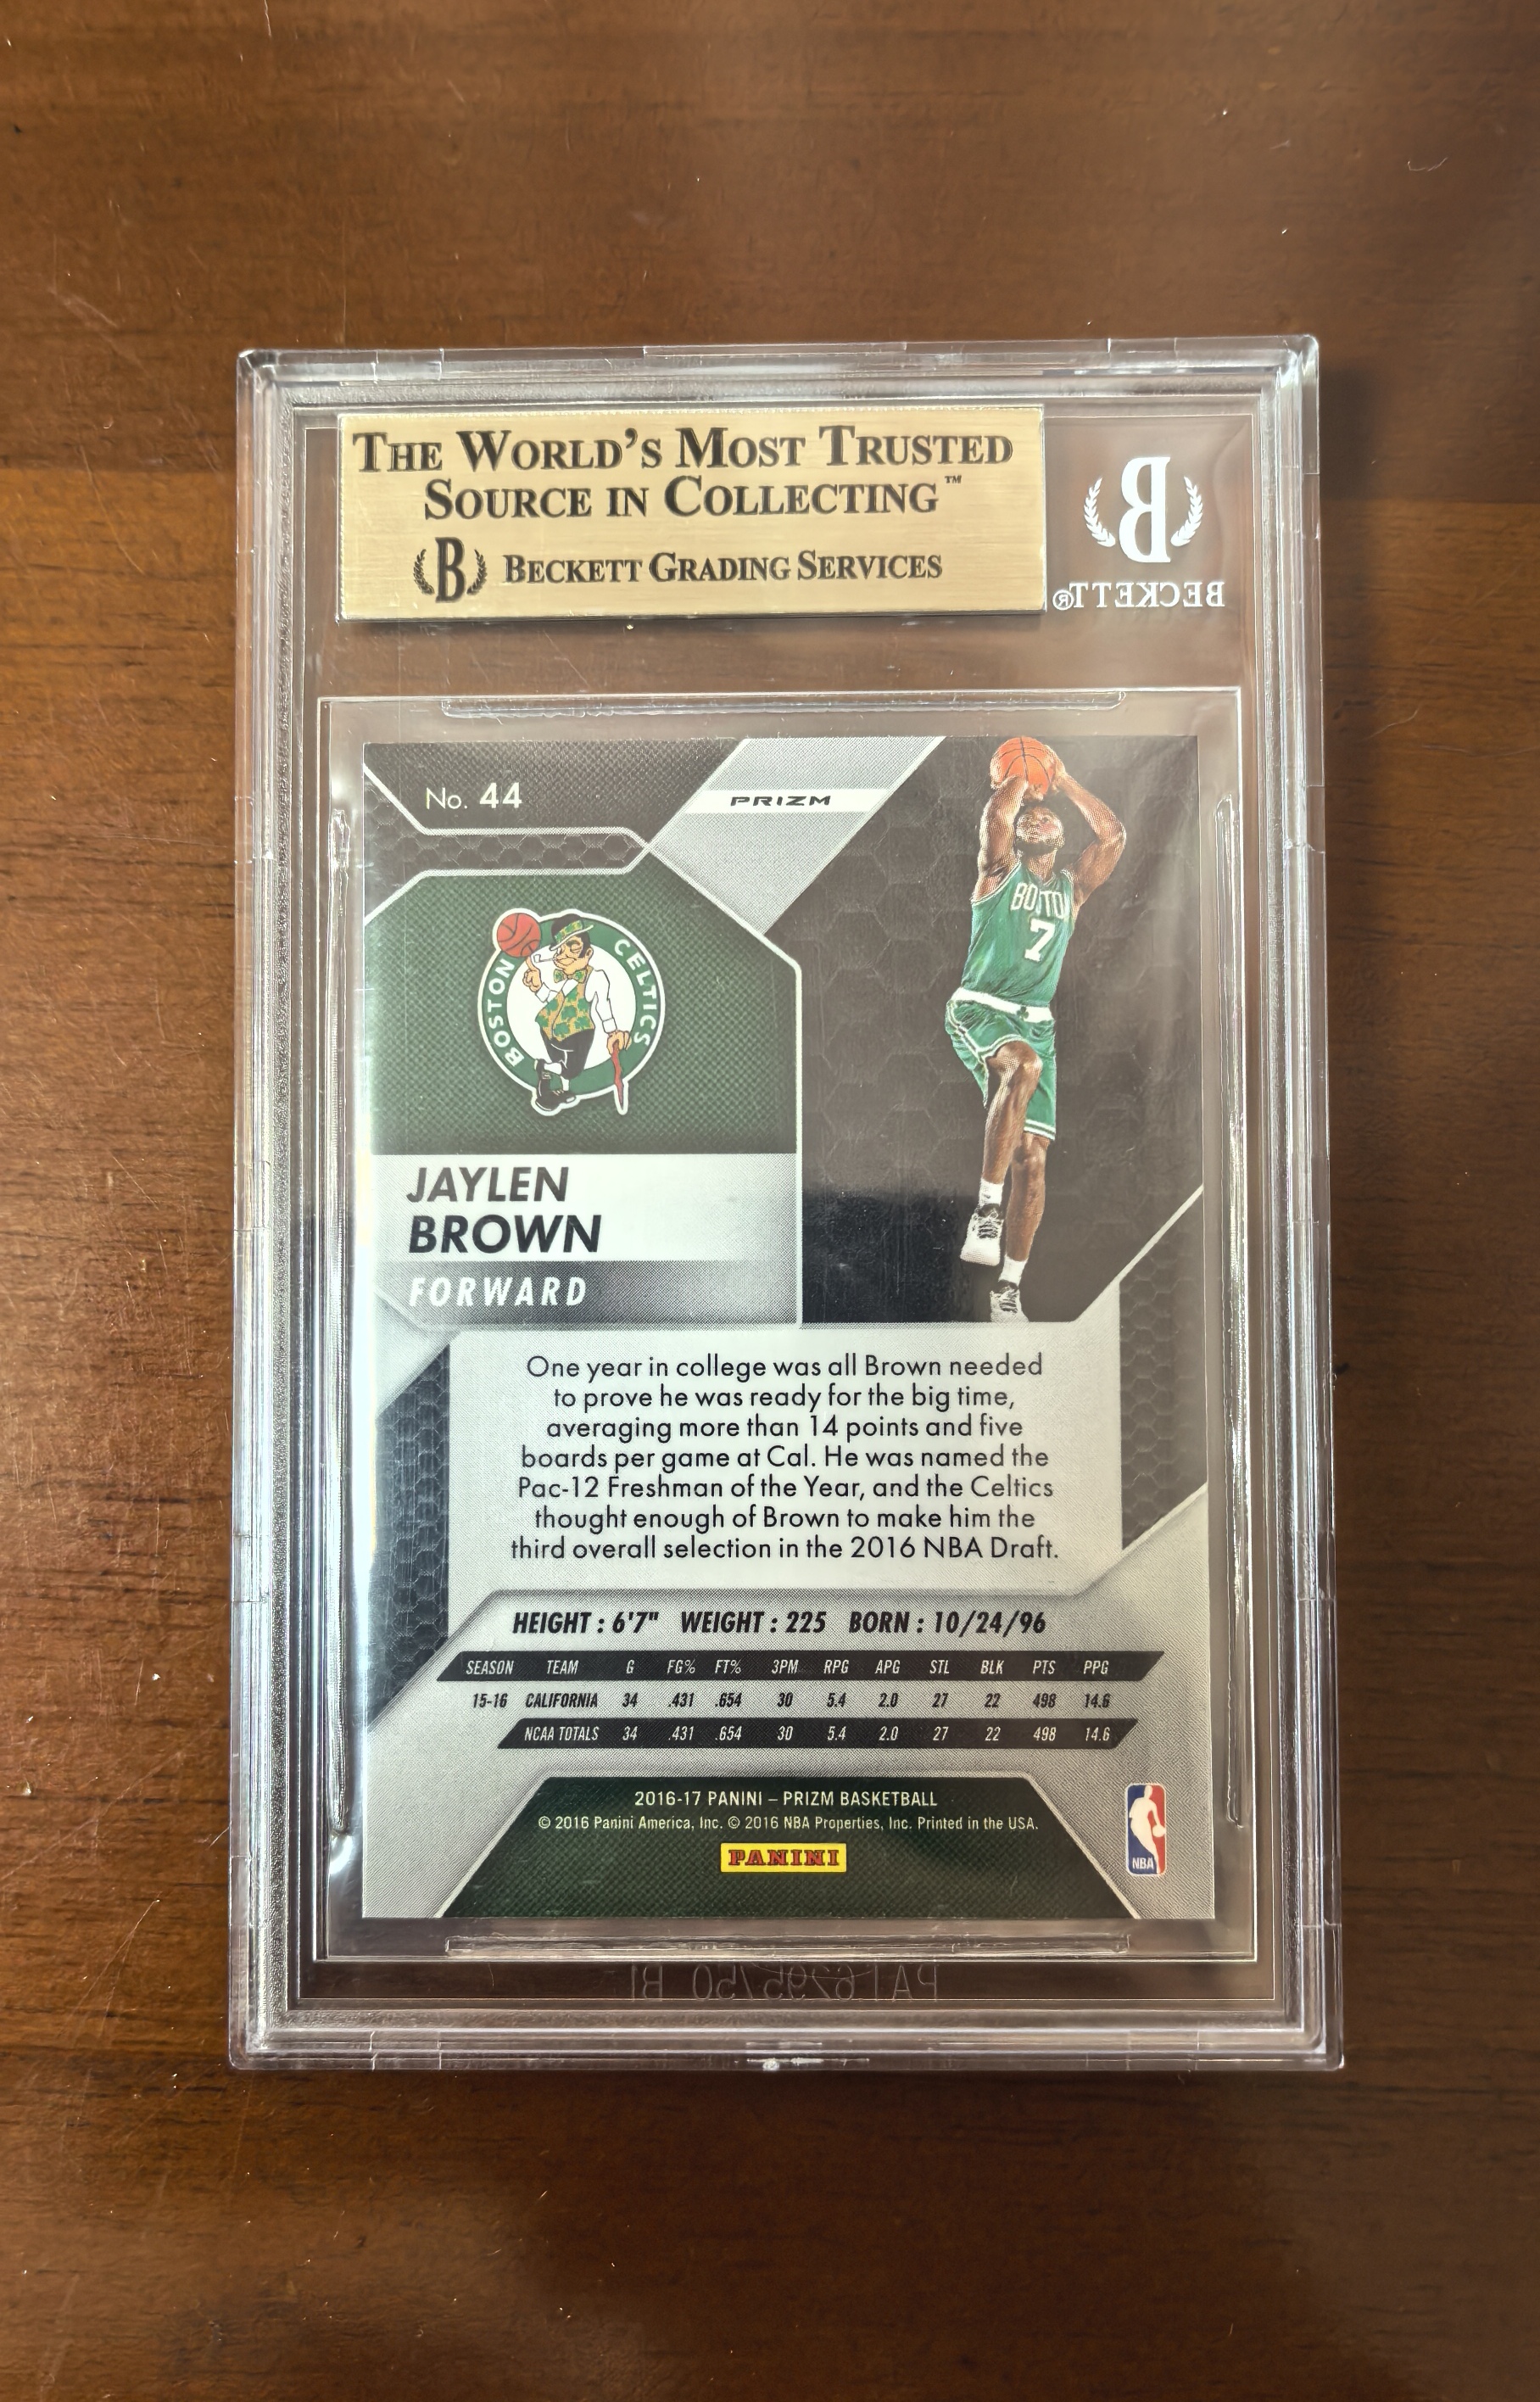 THE WORLD'S MOST TRUSTED
SOURCE IN COLLECTING™
B BECKETT GRADING SERVICES
B
BECKETT®
No. 44
PRIZM
BOSTON
7
BOSTON CELTICS
JAYLEN
BROWN
FORWARD
One year in college was all Brown needed
to prove he was ready for the big time,
averaging more than 14 points and five
boards per game at Cal. He was named the
Pac-12 Freshman of the Year, and the Celtics
thought enough of Brown to make him the
third overall selection in the 2016 NBA Draft.
HEIGHT : 6'7" WEIGHT : 225 BORN : 10/24/96
SEASON TEAM G FG% FT% 3PM RPG APG STL BLK PTS PPG
15-16 CALIFORNIA 34 .431 .654 30 5.4 2.0 27 22 498 14.6
NCAA TOTALS 34 .431 .654 30 5.4 2.0 27 22 498 14.6
2016-17 PANINI – PRIZM BASKETBALL
© 2016 Panini America, Inc. © 2016 NBA Properties, Inc. Printed in the USA.
PANINI
NBA